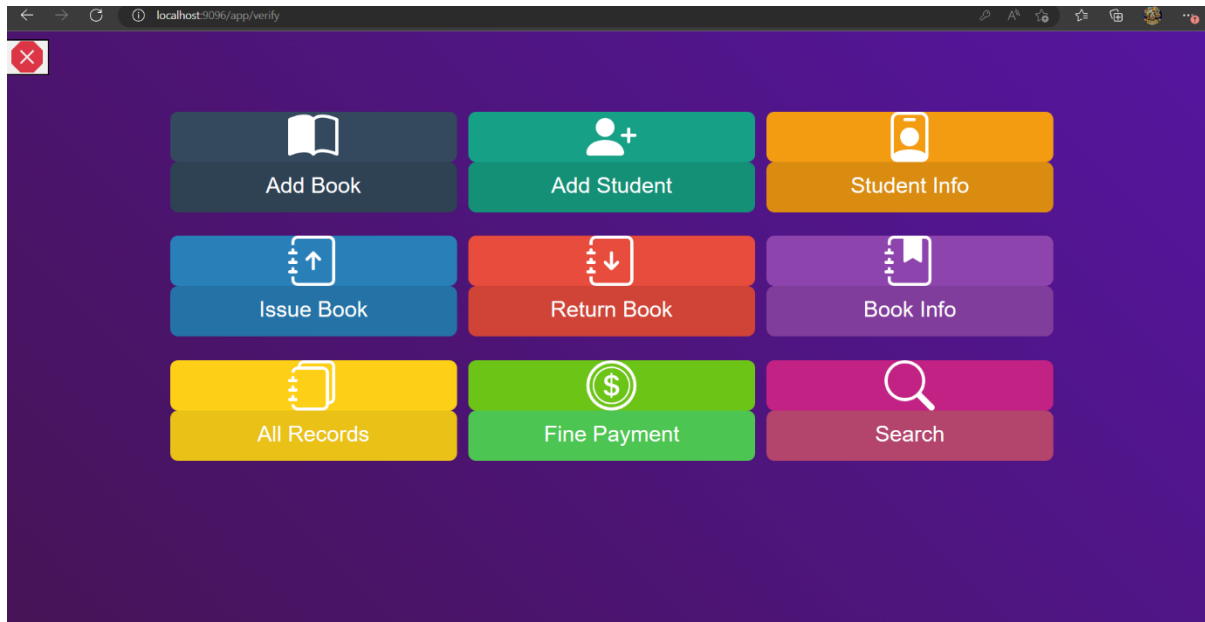 localhost:9096/app/verify
Add Book
Add Student
Student Info
Issue Book
Return Book
Book Info
All Records
$
Fine Payment
Search